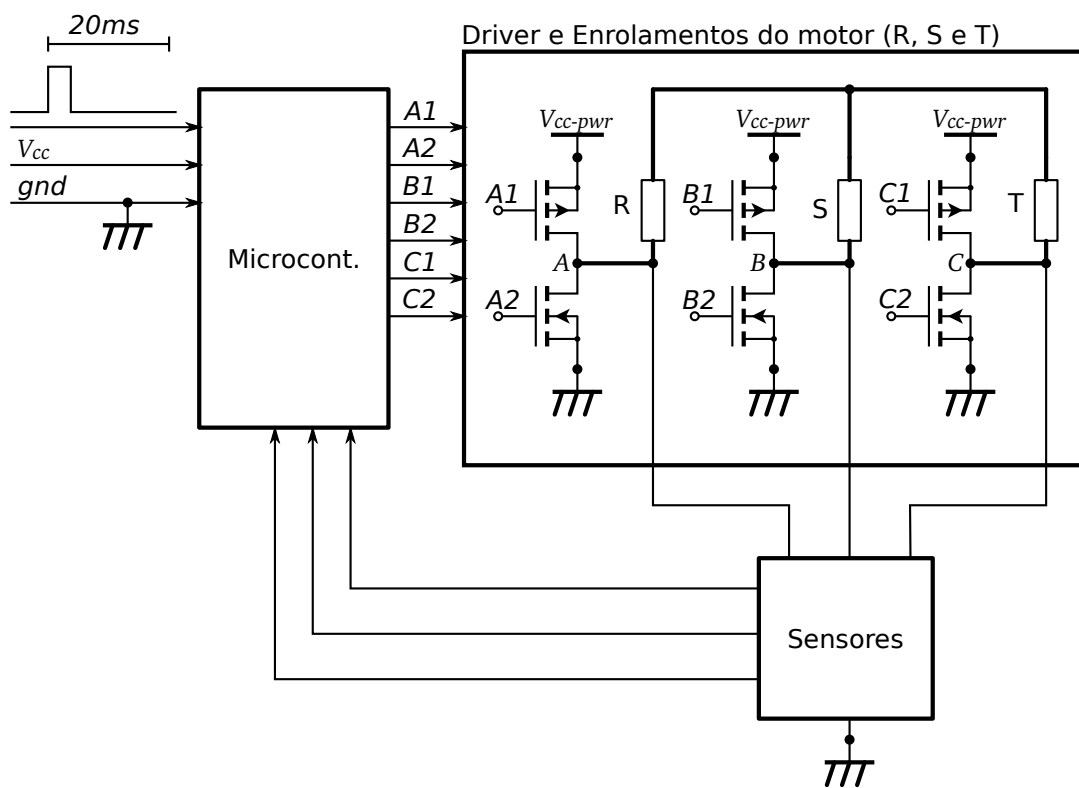 20ms
Driver e Enrolamentos do motor (R, S e T)
Vcc
gnd
Microcont.
A1
A2
B1
B2
C1
C2
Vcc-pwr
Vcc-pwr
Vcc-pwr
A1
R
B1
S
C1
T
A
B
C
A2
B2
C2
Sensores